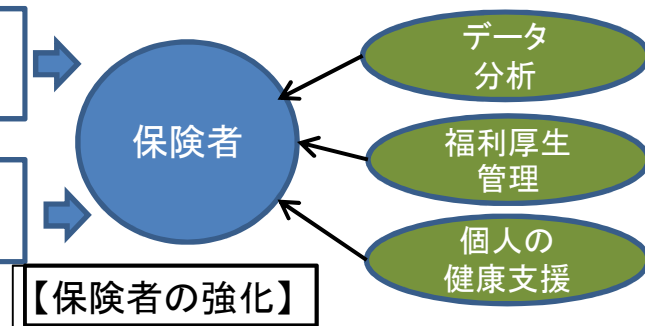 データ
分析
保険者
福利厚生
管理
個人の
健康支援
【保険者の強化】